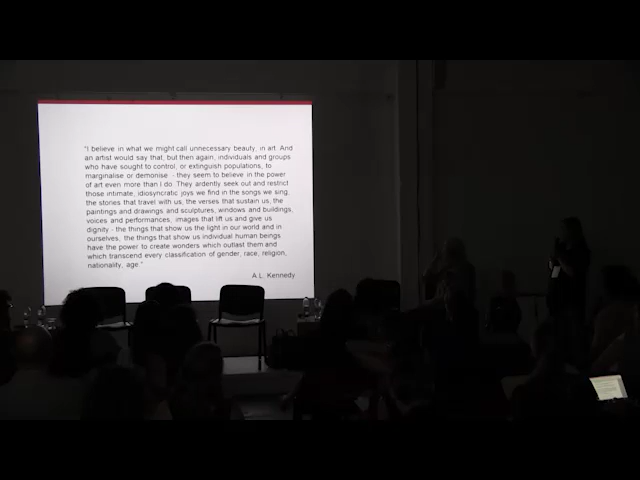 "I believe in what we might call unnecessary beauty, in art. And
an artist would say that, but then again, individuals and groups
who have sought to control, or extinguish populations, to
marginalise or demonise - they seem to believe in the power
of art even more than I do. They ardently seek out and restrict
those intimate, idiosyncratic joys we find in the songs we sing,
the stories that travel with us, the verses that sustain us, the
paintings and drawings and sculptures, windows and buildings,
voices and performances, images that lift us and give us
dignity - the things that show us the light in our world and in
ourselves, the things that show us individual human beings
have the power to create wonders which outlast them and
which transcend every classification of gender, race, religion,
nationality, age."
A.L. Kennedy